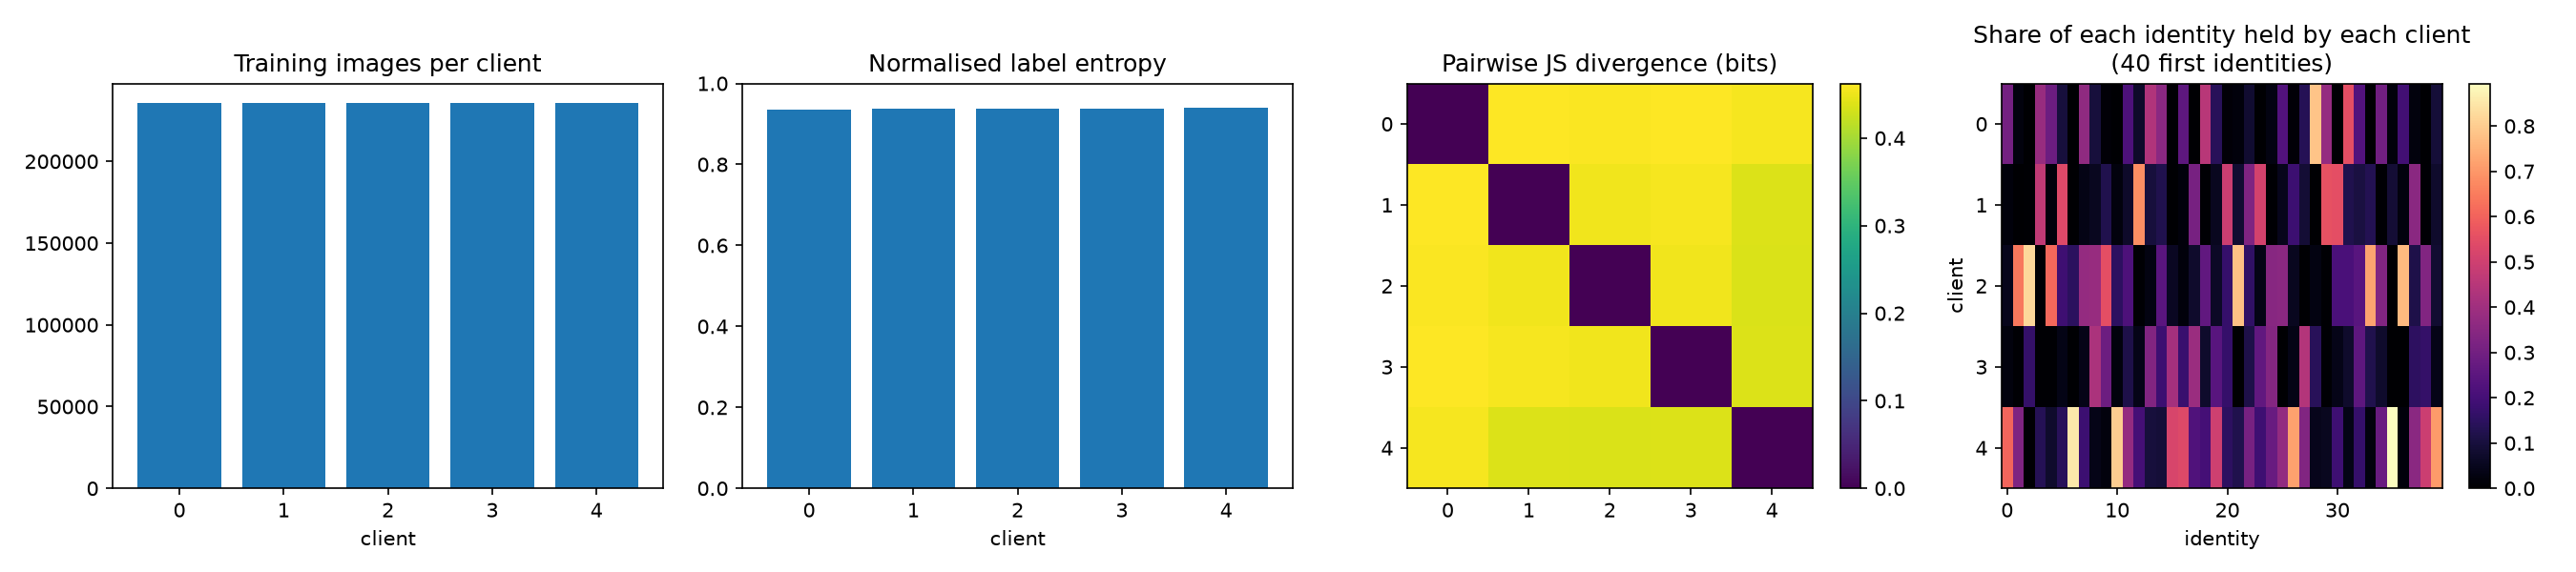 Training images per client
200000
150000
100000
50000
0
0 1 2 3 4
client
Normalised label entropy
1.0
0.8
0.6
0.4
0.2
0.0
0 1 2 3 4
client
Pairwise JS divergence (bits)
0
1
2
3
4
0 1 2 3 4
0.4
0.3
0.2
0.1
0.0
Share of each identity held by each client
(40 first identities)
client
0
1
2
3
4
0 10 20 30
identity
0.8
0.7
0.6
0.5
0.4
0.3
0.2
0.1
0.0